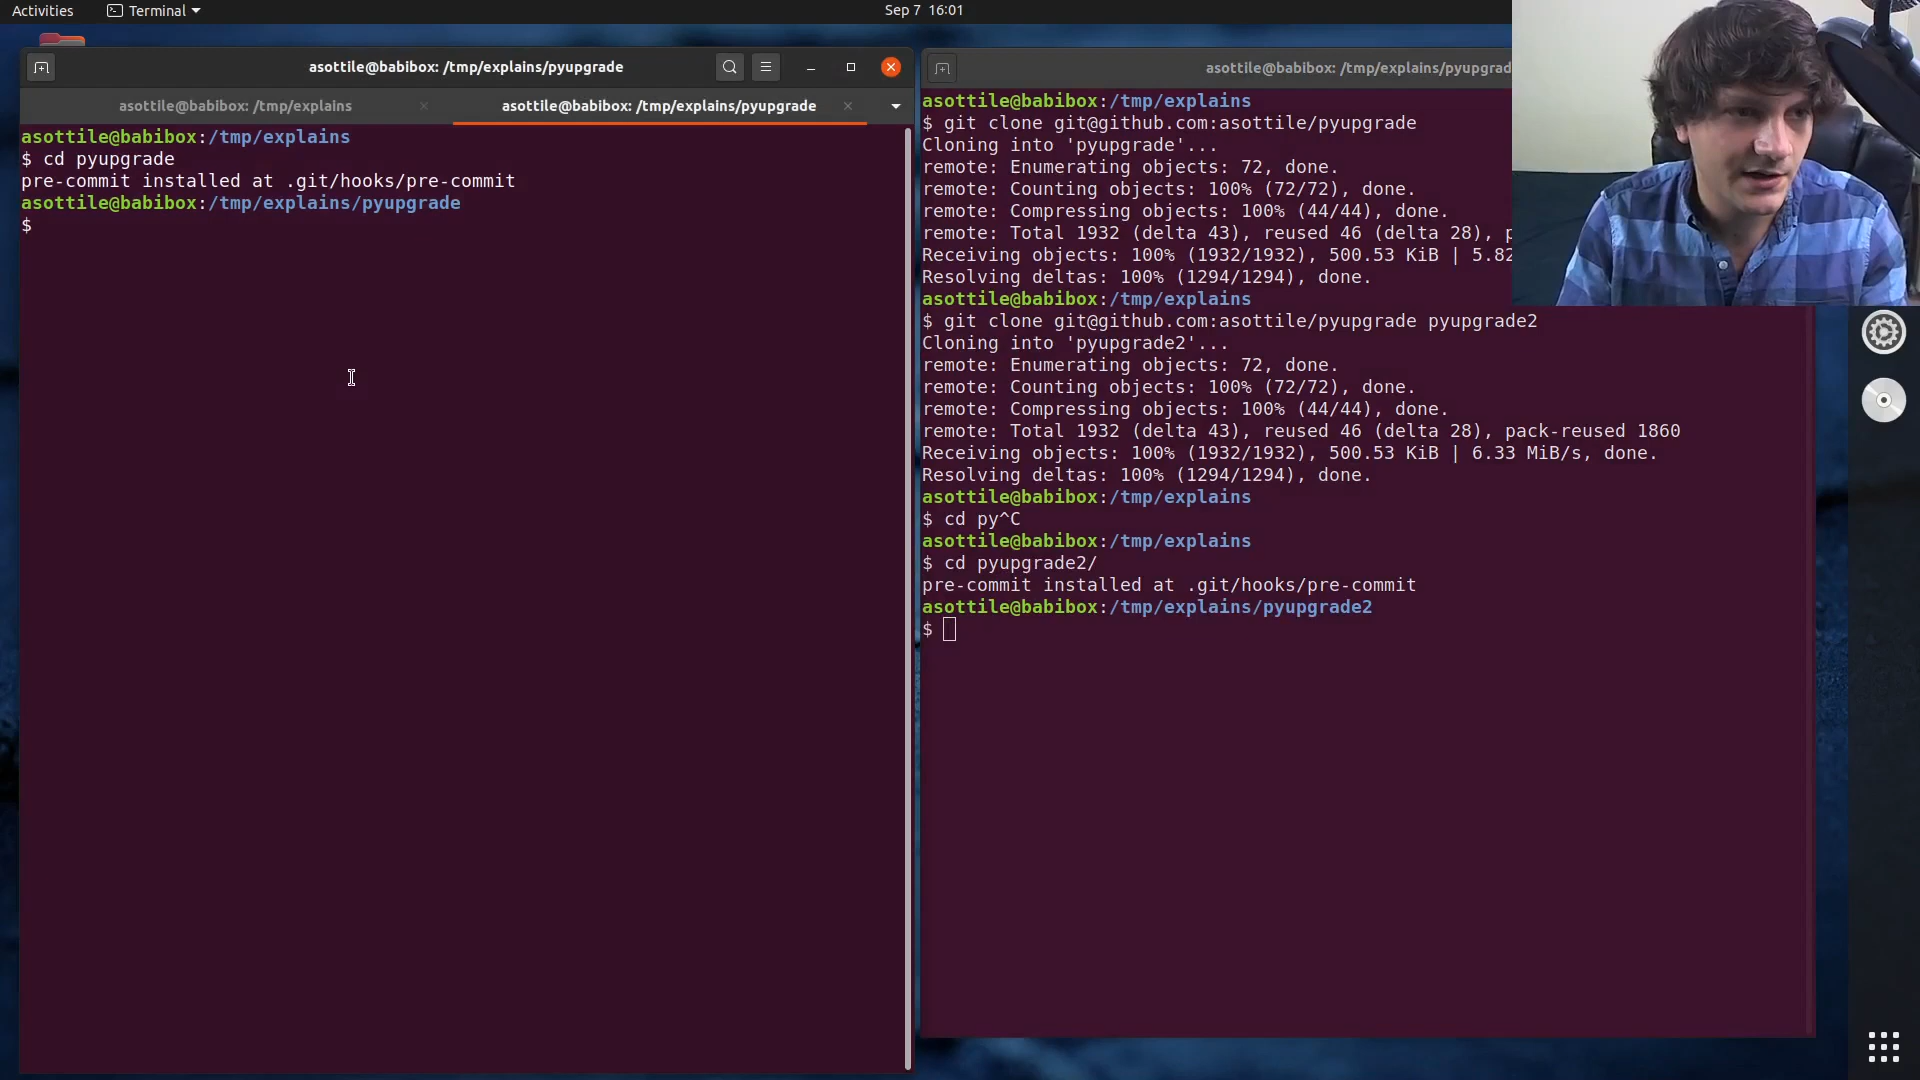 Activities
Terminal
Sep 7 16:01
asottile@babibox: /tmp/explains/pyupgrade
asottile@babibox: /tmp/explains
asottile@babibox: /tmp/explains/pyupgrade
asottile@babibox:/tmp/explains
$ cd pyupgrade
pre-commit installed at .git/hooks/pre-commit
asottile@babibox:/tmp/explains/pyupgrade
$
asottile@babibox: /tmp/explains/pyupgrad
asottile@babibox:/tmp/explains
$ git clone git@github.com:asottile/pyupgrade
Cloning into 'pyupgrade'...
remote: Enumerating objects: 72, done.
remote: Counting objects: 100% (72/72), done.
remote: Compressing objects: 100% (44/44), done.
remote: Total 1932 (delta 43), reused 46 (delta 28), p
Receiving objects: 100% (1932/1932), 500.53 KiB | 5.82
Resolving deltas: 100% (1294/1294), done.
asottile@babibox:/tmp/explains
$ git clone git@github.com:asottile/pyupgrade pyupgrade2
Cloning into 'pyupgrade2'...
remote: Enumerating objects: 72, done.
remote: Counting objects: 100% (72/72), done.
remote: Compressing objects: 100% (44/44), done.
remote: Total 1932 (delta 43), reused 46 (delta 28), pack-reused 1860
Receiving objects: 100% (1932/1932), 500.53 KiB | 6.33 MiB/s, done.
Resolving deltas: 100% (1294/1294), done.
asottile@babibox:/tmp/explains
$ cd py^C
asottile@babibox:/tmp/explains
$ cd pyupgrade2/
pre-commit installed at .git/hooks/pre-commit
asottile@babibox:/tmp/explains/pyupgrade2
$